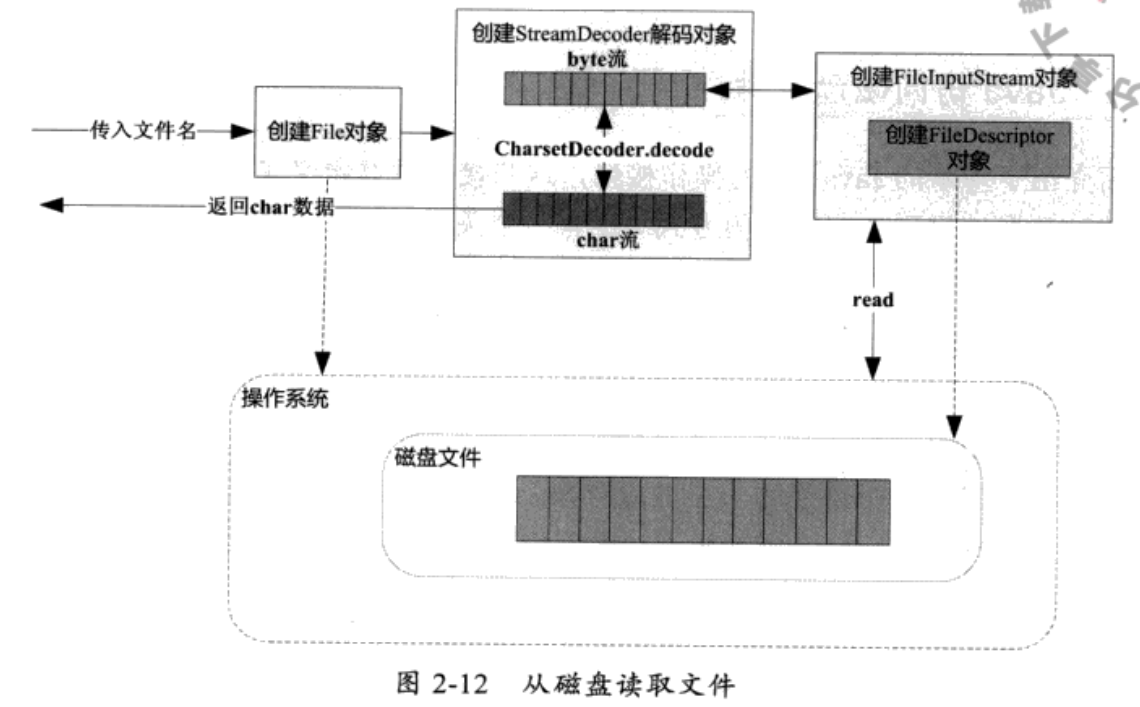 创建StreamDecoder解码对象
byte流
创建FileInputStream对象
传入文件名
创建File对象
创建FileDescriptor
对象
CharsetDecoder.decode
返回char数据
char流
read
操作系统
磁盘文件
图 2-12 从磁盘读取文件
下
享
分